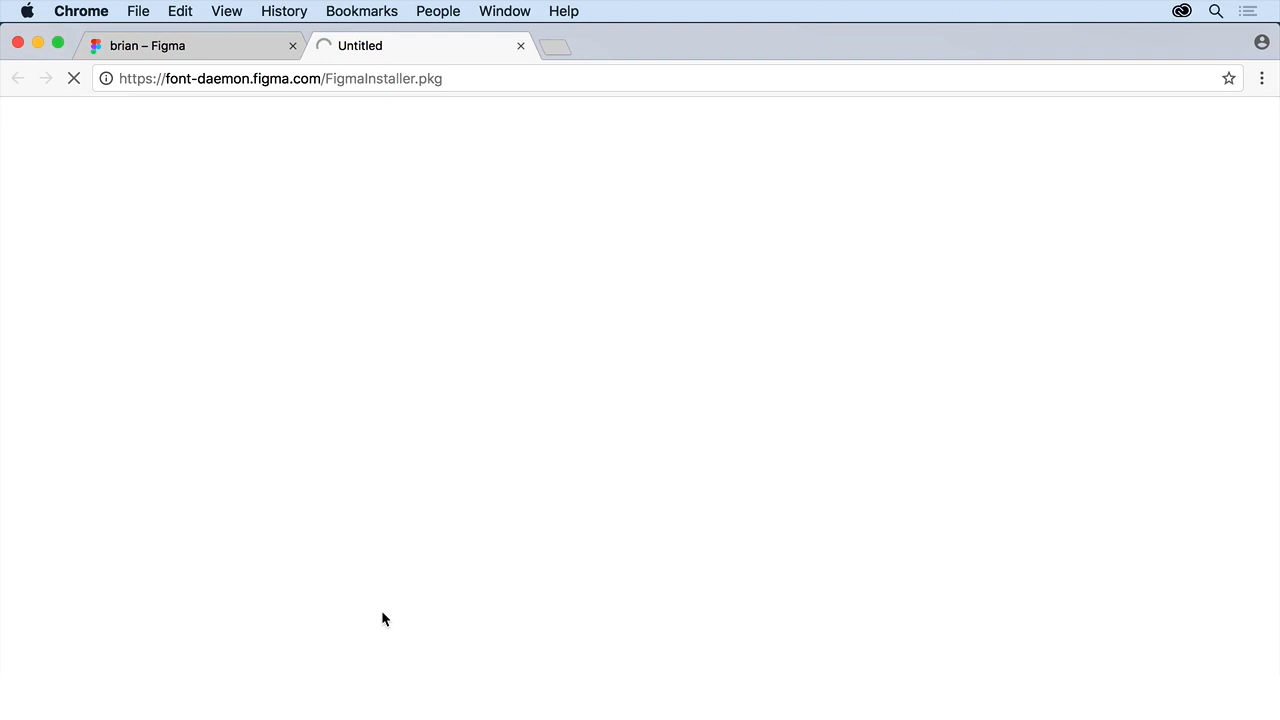 Chrome File Edit View History Bookmarks People Window Help
brian – Figma Untitled
https://font-daemon.figma.com/FigmaInstaller.pkg